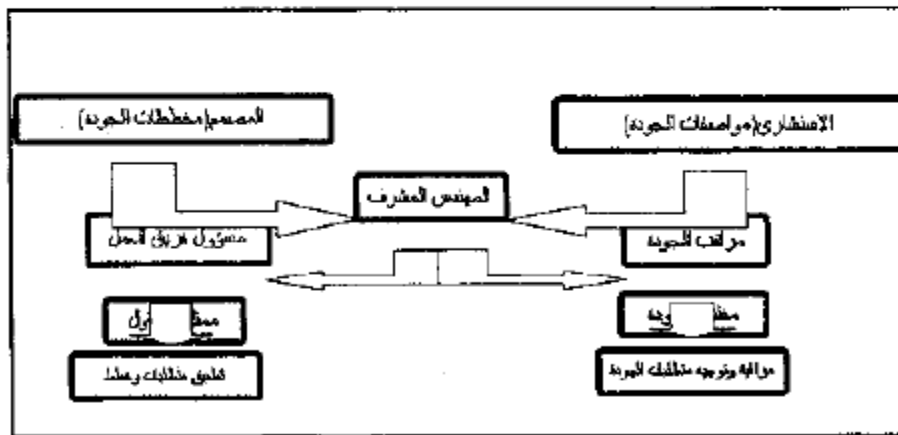 الاستشاري(مواصفات الجودة)
المصمم(مخططات الجودة)
المهندس المشرف
مراقب الجودة
مسؤول فريق العمل
مراقبة وتوجيه متطلبات الجودة
تطبيق متطلبات